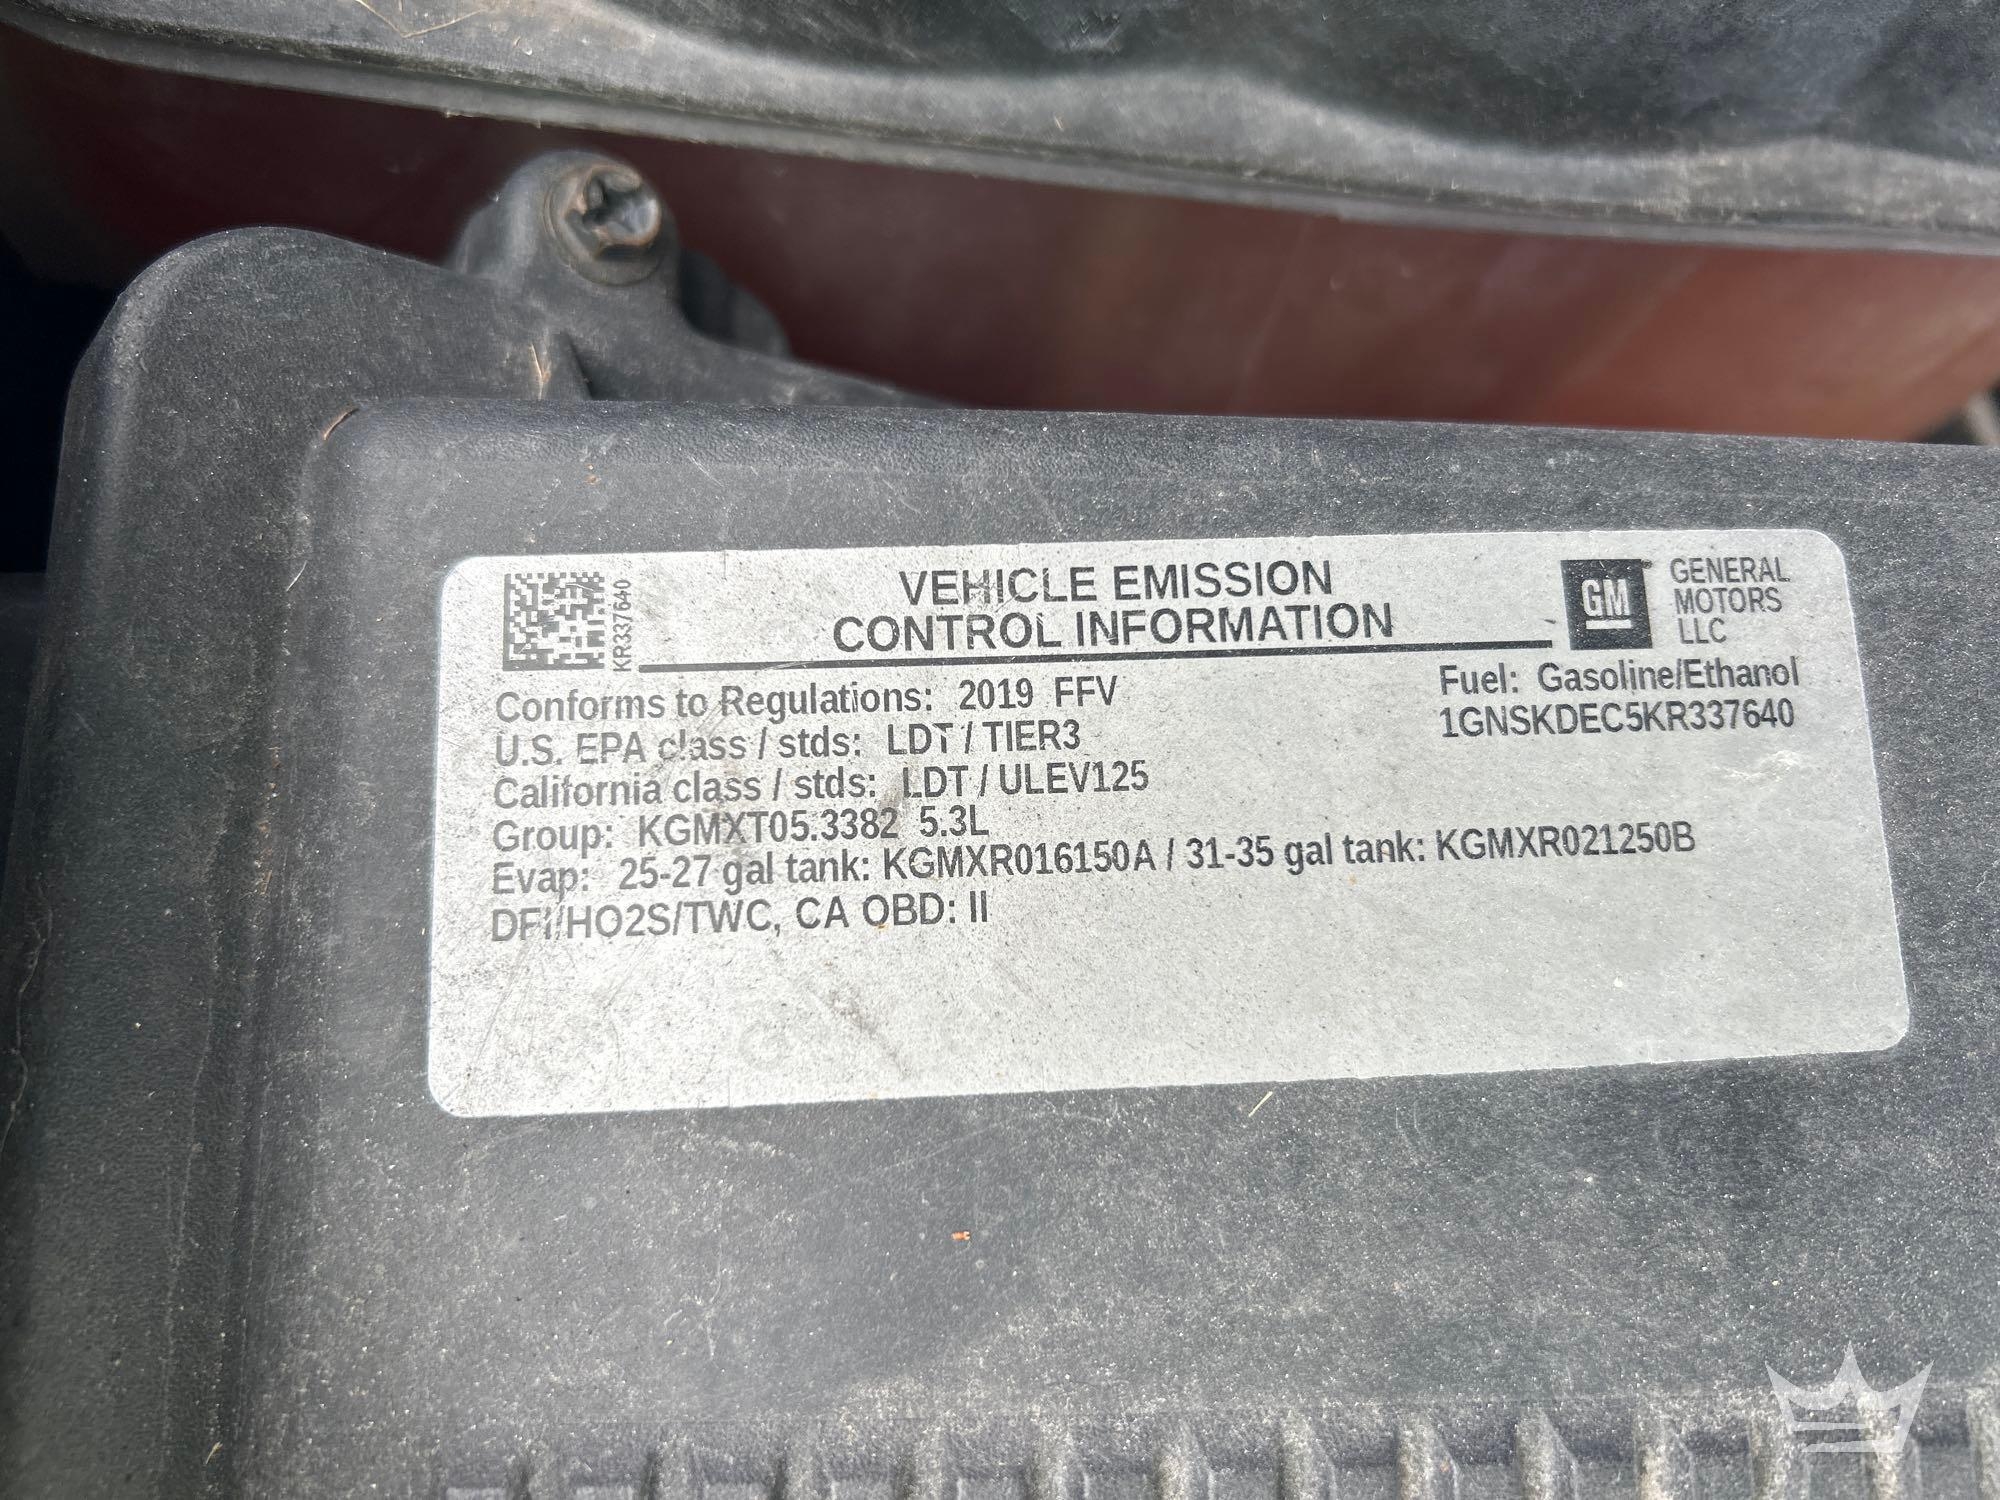 KR337640
VEHICLE EMISSION
CONTROL INFORMATION
GM
GENERAL
MOTORS
LLC
Conforms to Regulations: 2019 FFV
Fuel: Gasoline/Ethanol
U.S. EPA class / stds: LDT / TIER3
1GNSKDEC5KR337640
California class / stds: LDT / ULEV125
Group: KGMXT05.3382 5.3L
Evap: 25-27 gal tank: KGMXR016150A / 31-35 gal tank: KGMXR021250B
DFI/HO2S/TWC, CA OBD: II